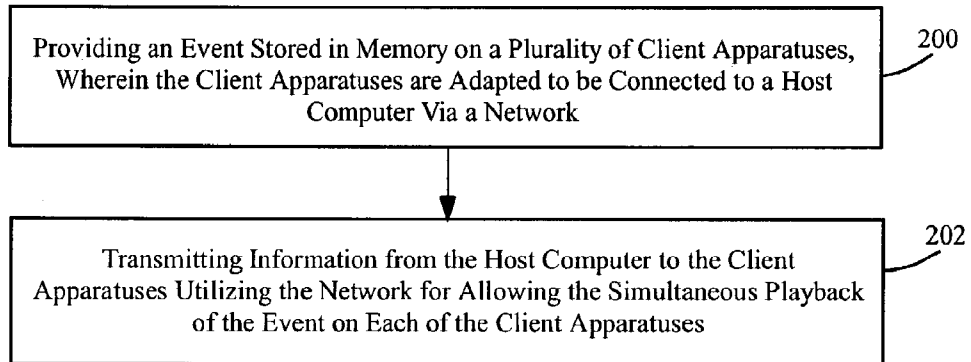 Providing an Event Stored in Memory on a Plurality of Client Apparatuses,
Wherein the Client Apparatuses are Adapted to be Connected to a Host
Computer Via a Network
200
Transmitting Information from the Host Computer to the Client
Apparatuses Utilizing the Network for Allowing the Simultaneous Playback
of the Event on Each of the Client Apparatuses
202